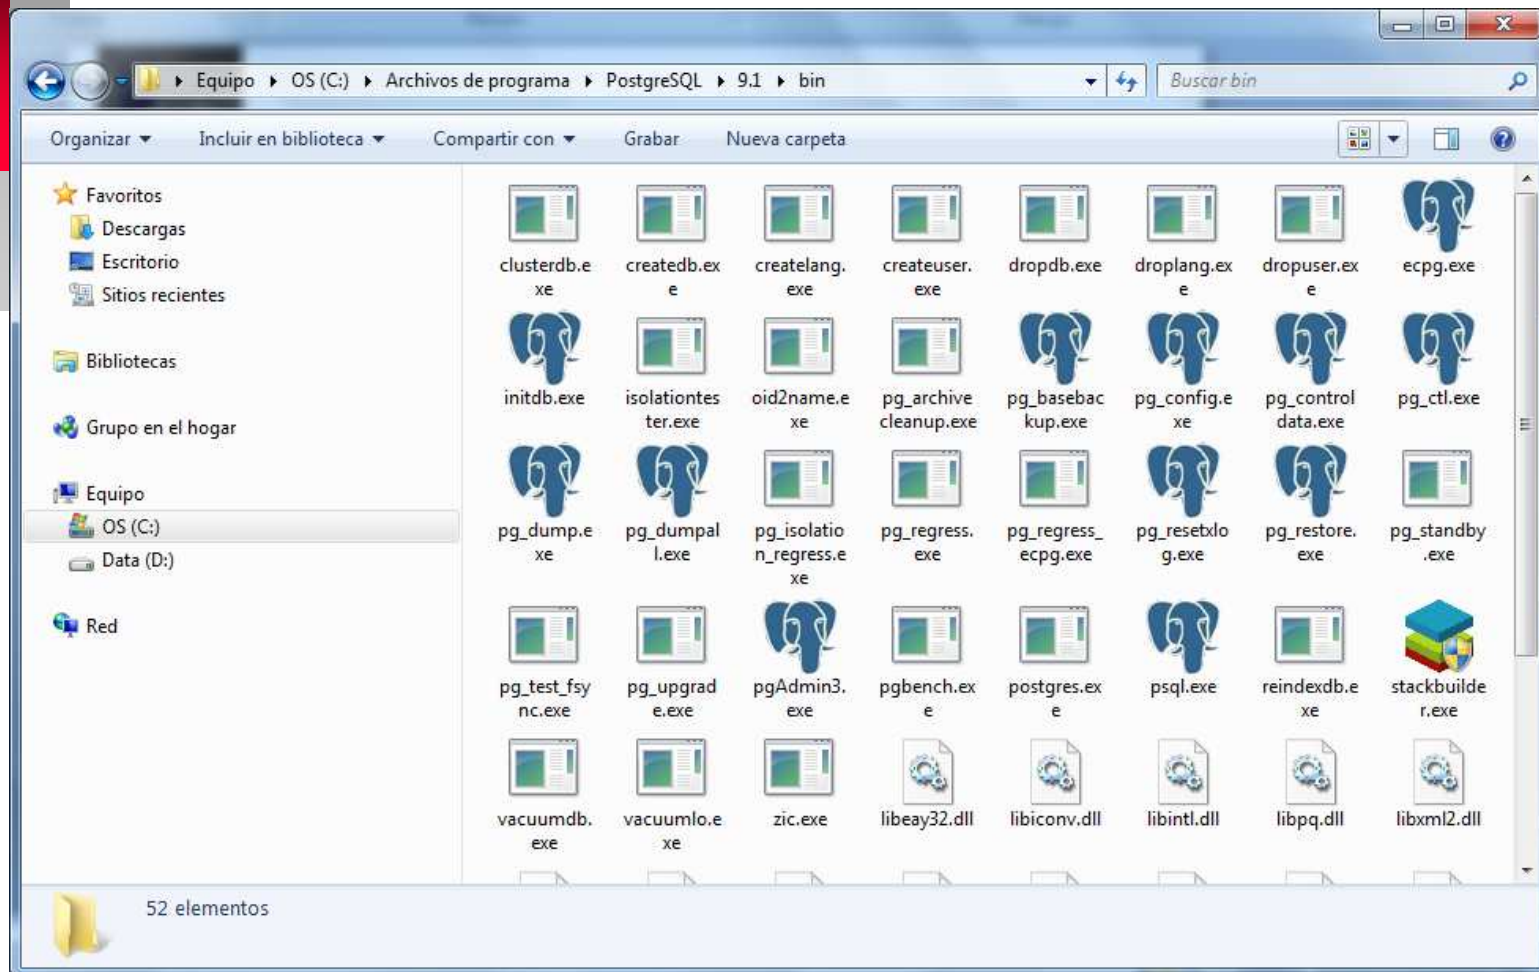 Equipo ▸ OS (C:) ▸ Archivos de programa ▸ PostgreSQL ▸ 9.1 ▸ bin
Buscar bin
Organizar Incluir en biblioteca Compartir con Grabar Nueva carpeta
Favoritos
Descargas
Escritorio
Sitios recientes
Bibliotecas
Grupo en el hogar
Equipo
OS (C:)
Data (D:)
Red
clusterdb.e createdb.ex createlang. createuser. dropdb.exe droplang.ex dropuser.ex ecpg.exe
xe e exe exe e e
initdb.exe isolationtes oid2name.e pg_archive pg_basebac pg_config.e pg_control pg_ctl.exe
ter.exe xe cleanup.exe kup.exe xe data.exe
pg_dump.e pg_dumpal pg_isolatio pg_regress. pg_regress_ pg_resetxlo pg_restore. pg_standby
xe l.exe n_regress.e exe ecpg.exe g.exe exe .exe
xe
pg_test_fsy pg_upgrad pgAdmin3. pgbench.ex postgres.ex psql.exe reindexdb.e stackbuilde
nc.exe e.exe exe e e xe r.exe
vacuumdb. vacuumlo.e zic.exe libeay32.dll libiconv.dll libintl.dll libpq.dll libxml2.dll
exe xe
52 elementos